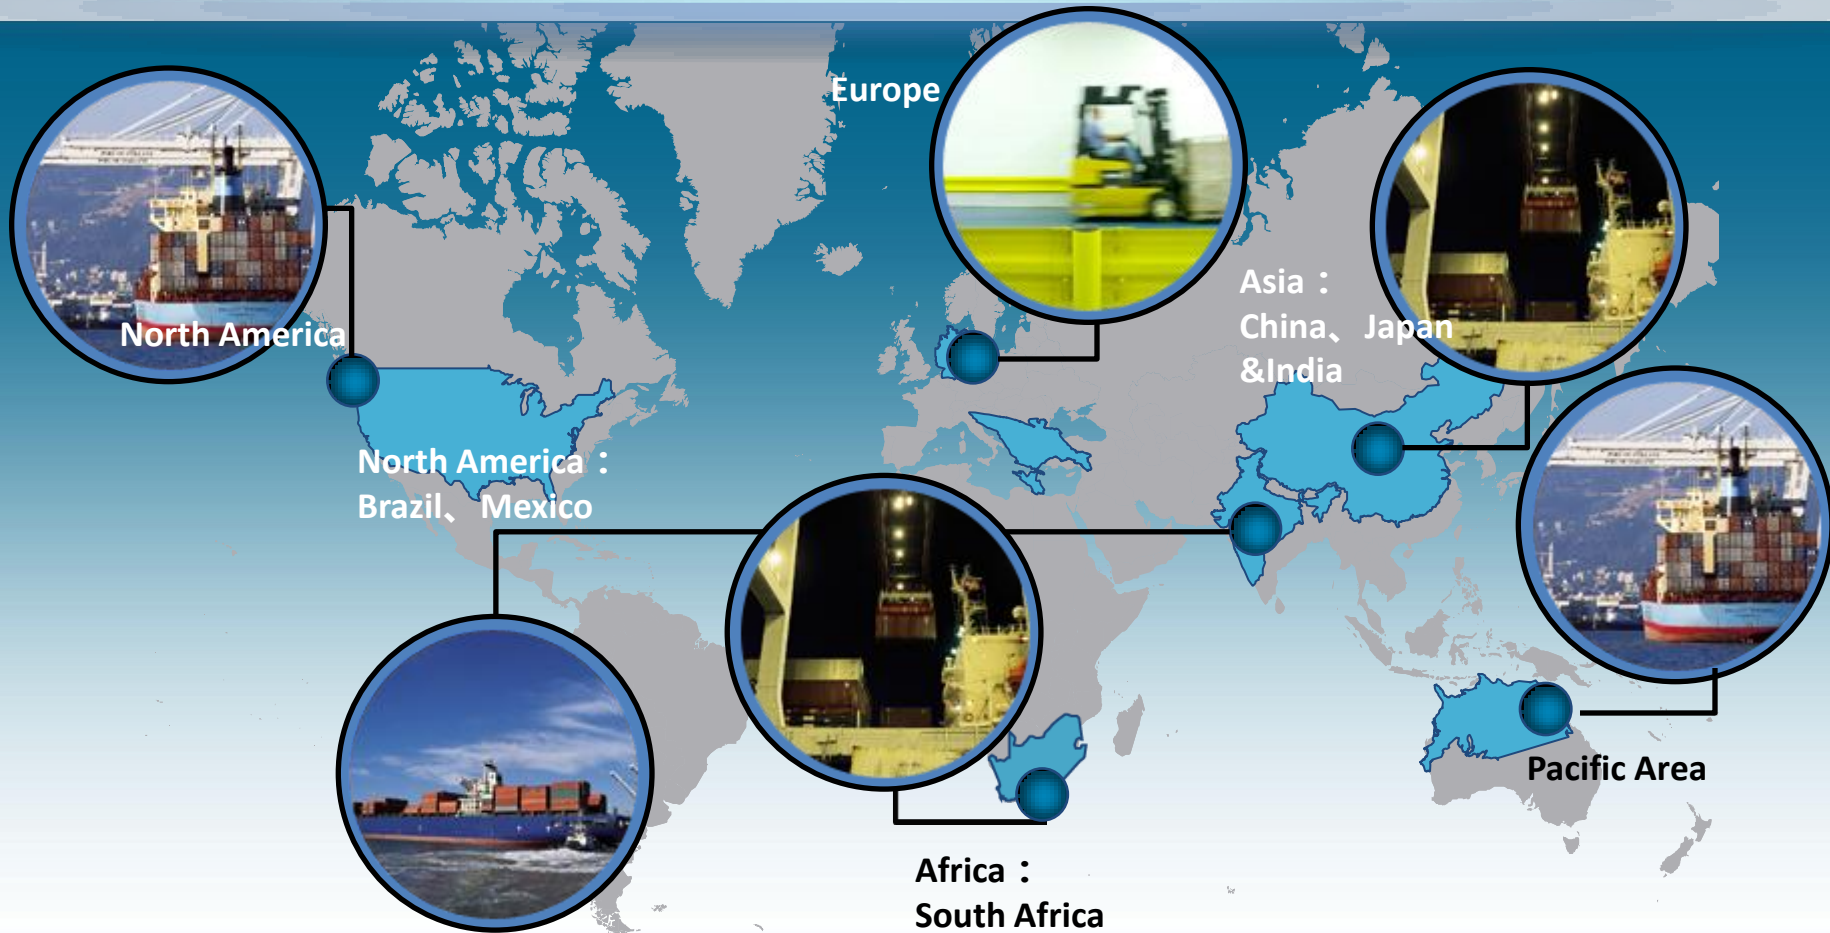 Europe
North America
Asia：
China、Japan
&India
North America：
Brazil、Mexico
Pacific Area
Africa：
South Africa